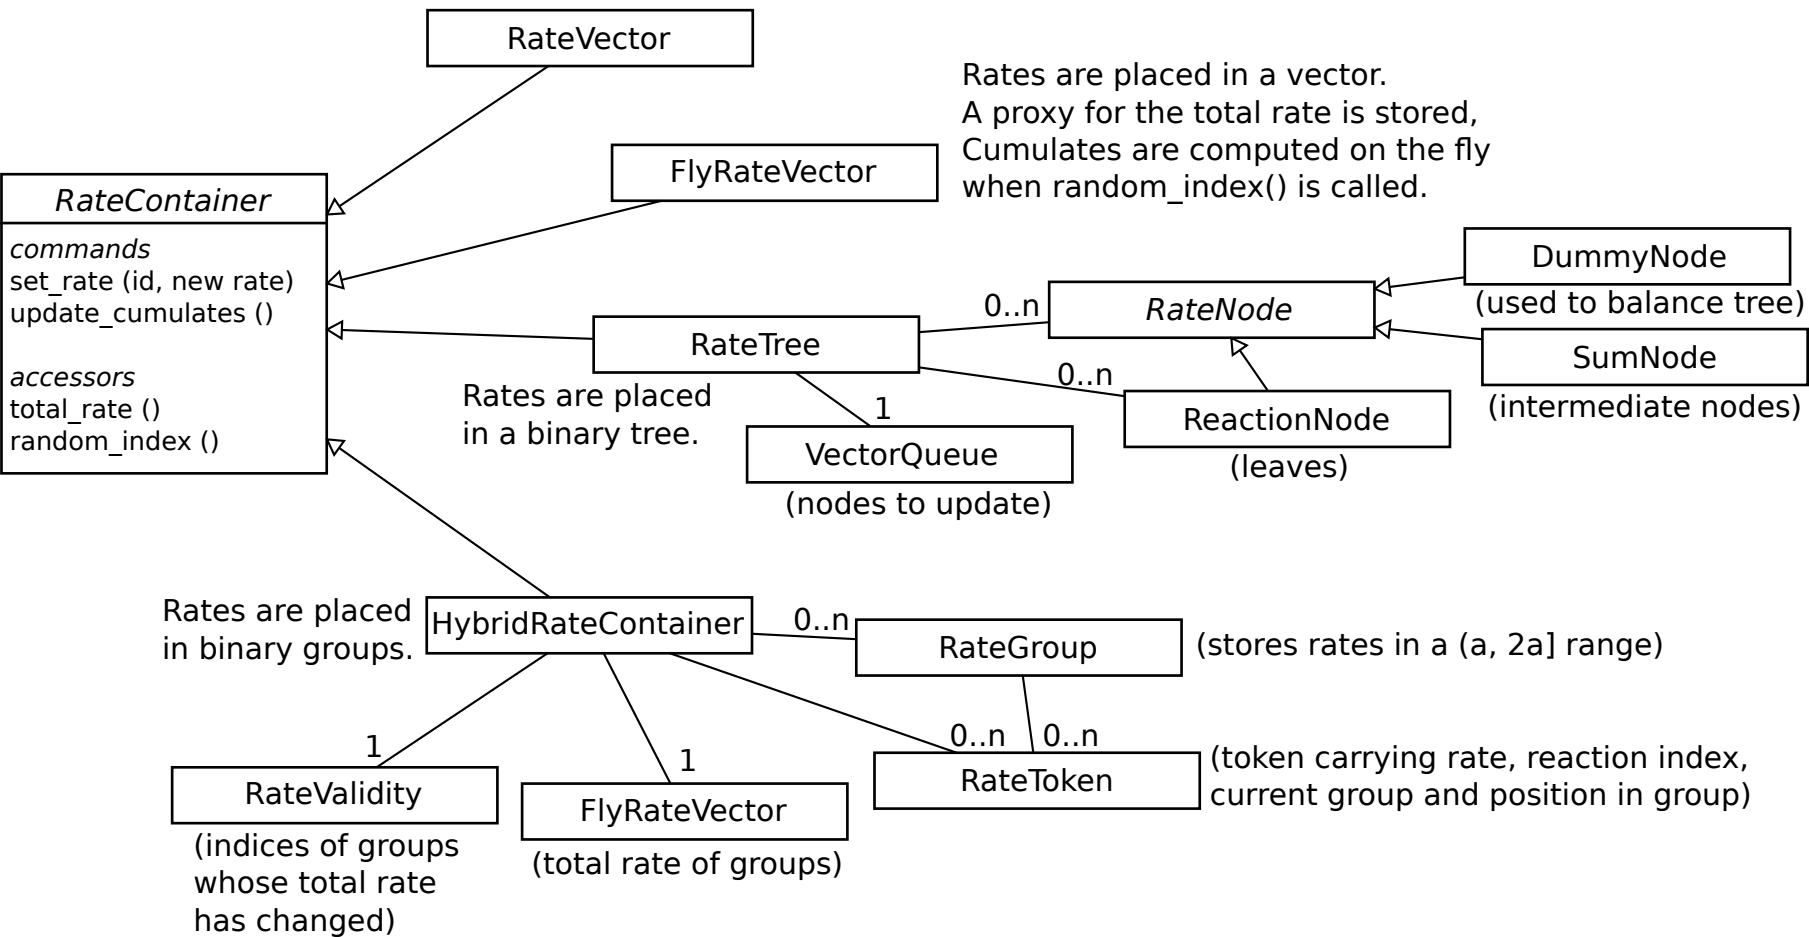 RateVector
Rates are placed in a vector.
A proxy for the total rate is stored,
Cumulates are computed on the fly
when random_index() is called.
FlyRateVector
RateContainer
commands
set_rate (id, new rate)
update_cumulates ()
accessors
total_rate ()
random_index ()
DummyNode
(used to balance tree)
0..n
RateNode
RateTree
SumNode
(intermediate nodes)
0..n
Rates are placed
in a binary tree.
1
ReactionNode
(leaves)
VectorQueue
(nodes to update)
Rates are placed
in binary groups.
HybridRateContainer
0..n
RateGroup
(stores rates in a (a, 2a] range)
1
1
0..n
0..n
RateValidity
(indices of groups
whose total rate
has changed)
FlyRateVector
(total rate of groups)
RateToken
(token carrying rate, reaction index,
current group and position in group)